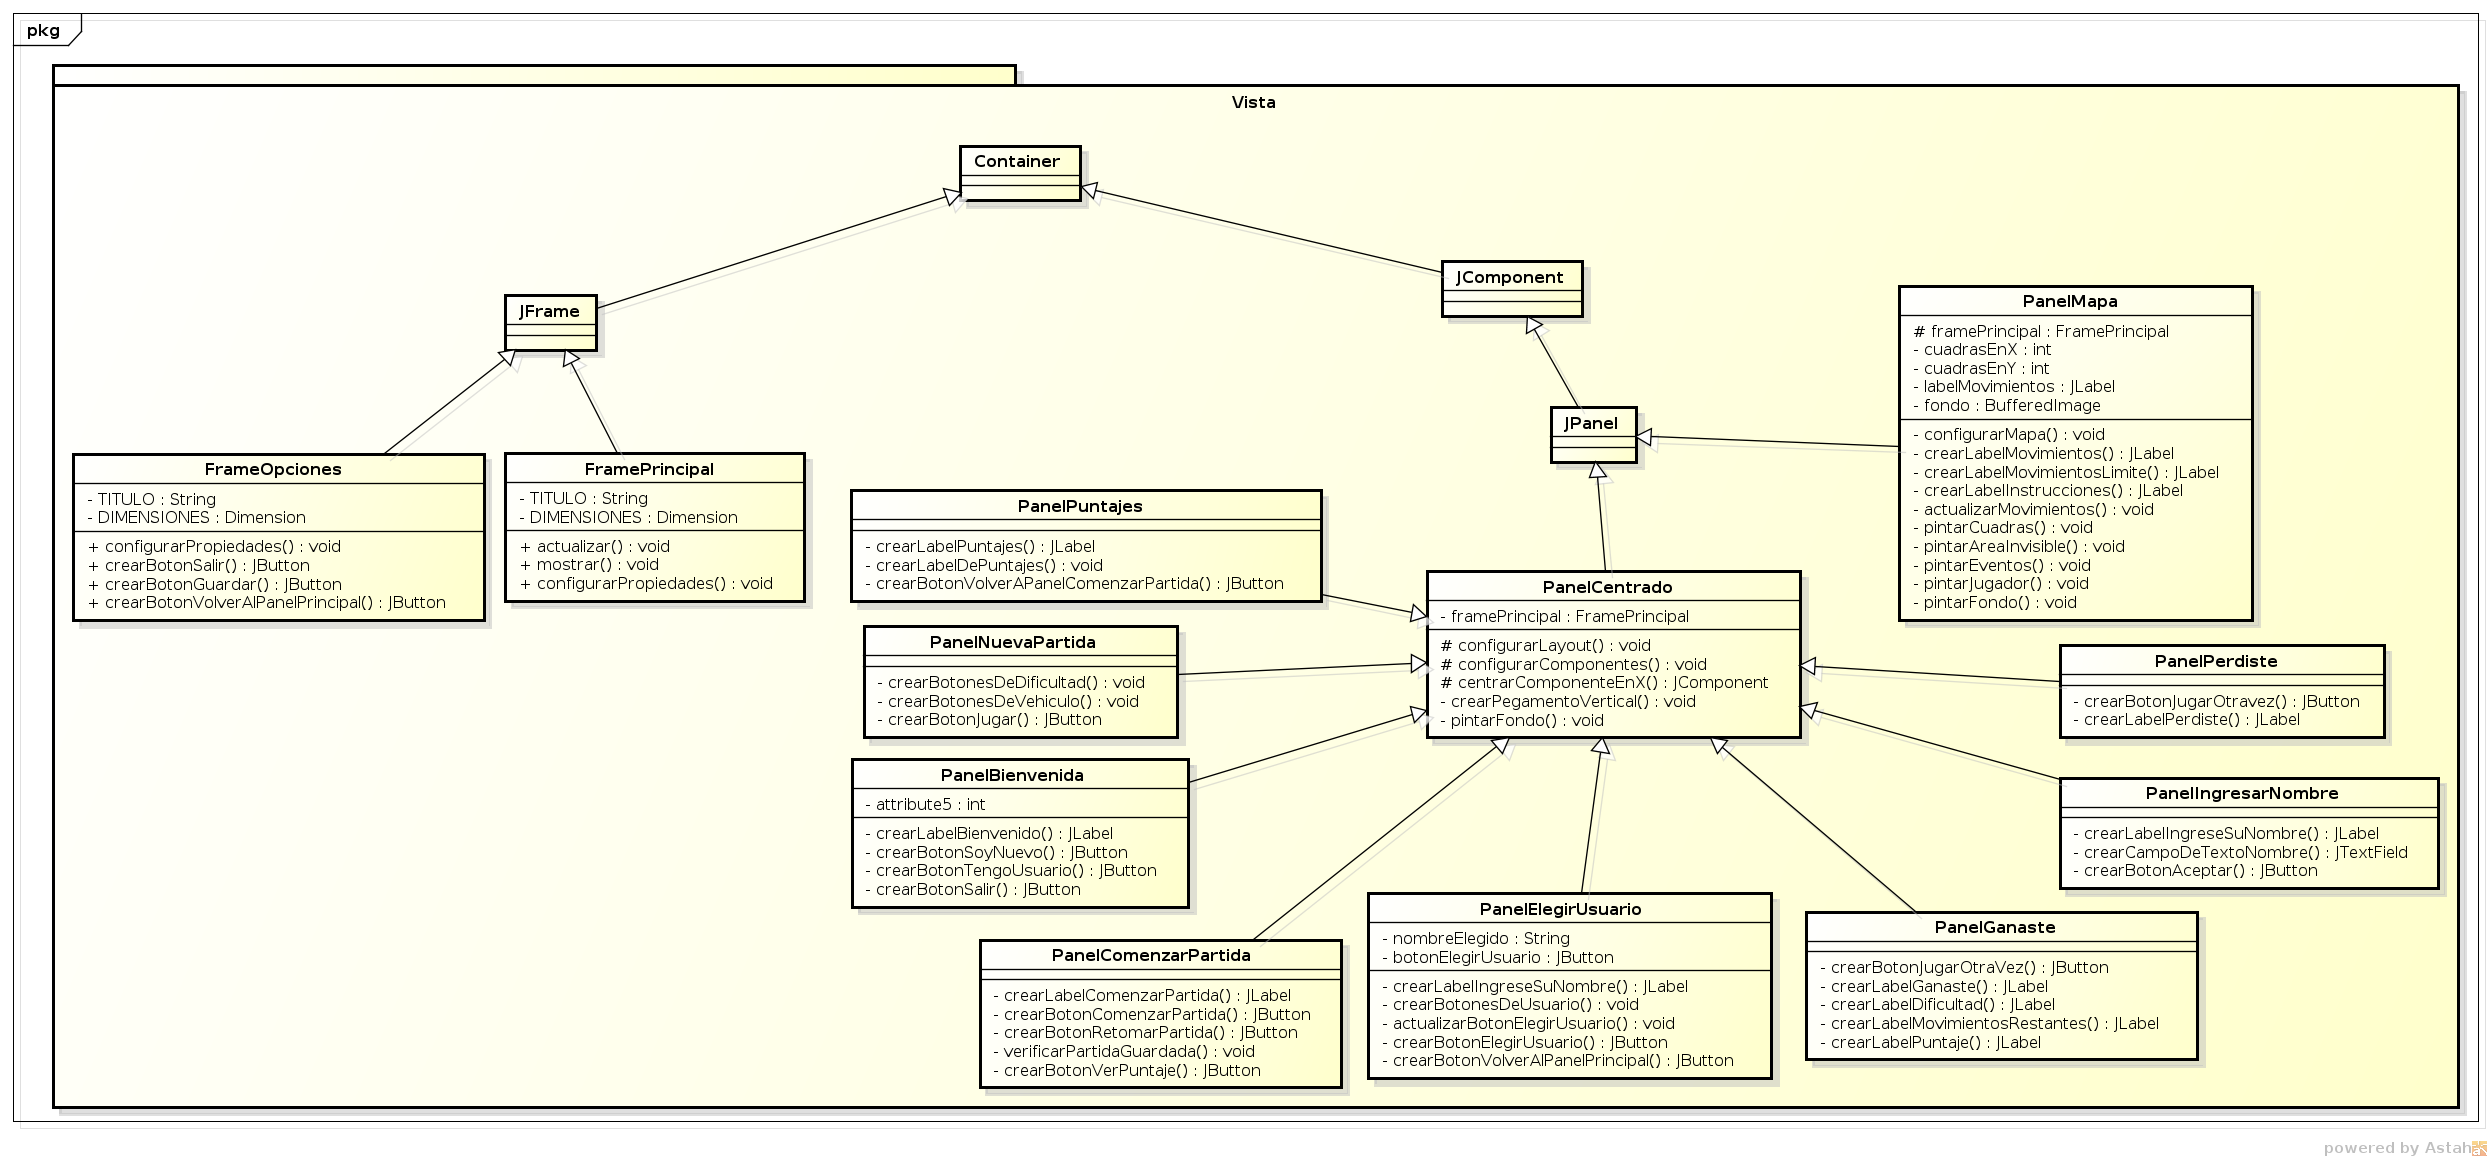 pkg
Vista
Container
JFrame
JComponent
JPanel
PanelMapa
# framePrincipal : FramePrincipal
- cuadrasEnX : int
- cuadrasEnY : int
- labelMovimientos : JLabel
- fondo : BufferedImage
- configurarMapa() : void
- crearLabelMovimientos() : JLabel
- crearLabelMovimientosLimite() : JLabel
- crearLabelInstrucciones() : JLabel
- actualizarMovimientos() : void
- pintarCuadras() : void
- pintarAreaInvisible() : void
- pintarEventos() : void
- pintarJugador() : void
- pintarFondo() : void
FrameOpciones
- TITULO : String
- DIMENSIONES : Dimension
+ configurarPropiedades() : void
+ crearBotonSalir() : JButton
+ crearBotonGuardar() : JButton
+ crearBotonVolverAlPanelPrincipal() : JButton
FramePrincipal
- TITULO : String
- DIMENSIONES : Dimension
+ actualizar() : void
+ mostrar() : void
+ configurarPropiedades() : void
PanelPuntajes
- crearLabelPuntajes() : JLabel
- crearLabelDePuntajes() : void
- crearBotonVolverAPanelComenzarPartida() : JButton
PanelCentrado
- framePrincipal : FramePrincipal
# configurarLayout() : void
# configurarComponentes() : void
# centrarComponenteEnX() : JComponent
- crearPegamentoVertical() : void
- pintarFondo() : void
PanelNuevaPartida
- crearBotonesDeDificultad() : void
- crearBotonesDeVehiculo() : void
- crearBotonJugar() : JButton
PanelPerdiste
- crearBotonJugarOtravez() : JButton
- crearLabelPerdiste() : JLabel
PanelBienvenida
- attribute5 : int
- crearLabelBienvenido() : JLabel
- crearBotonSoyNuevo() : JButton
- crearBotonTengoUsuario() : JButton
- crearBotonSalir() : JButton
PanelIngresarNombre
- crearLabelIngreseSuNombre() : JLabel
- crearCampoDeTextoNombre() : JTextField
- crearBotonAceptar() : JButton
PanelComenzarPartida
- crearLabelComenzarPartida() : JLabel
- crearBotonComenzarPartida() : JButton
- crearBotonRetomarPartida() : JButton
- verificarPartidaGuardada() : void
- crearBotonVerPuntaje() : JButton
PanelElegirUsuario
- nombreElegido : String
- botonElegirUsuario : JButton
- crearLabelIngreseSuNombre() : JLabel
- crearBotonesDeUsuario() : void
- actualizarBotonElegirUsuario() : void
- crearBotonElegirUsuario() : JButton
- crearBotonVolverAlPanelPrincipal() : JButton
PanelGanaste
- crearBotonJugarOtraVez() : JButton
- crearLabelGanaste() : JLabel
- crearLabelDificultad() : JLabel
- crearLabelMovimientosRestantes() : JLabel
- crearLabelPuntaje() : JLabel
powered by Astah